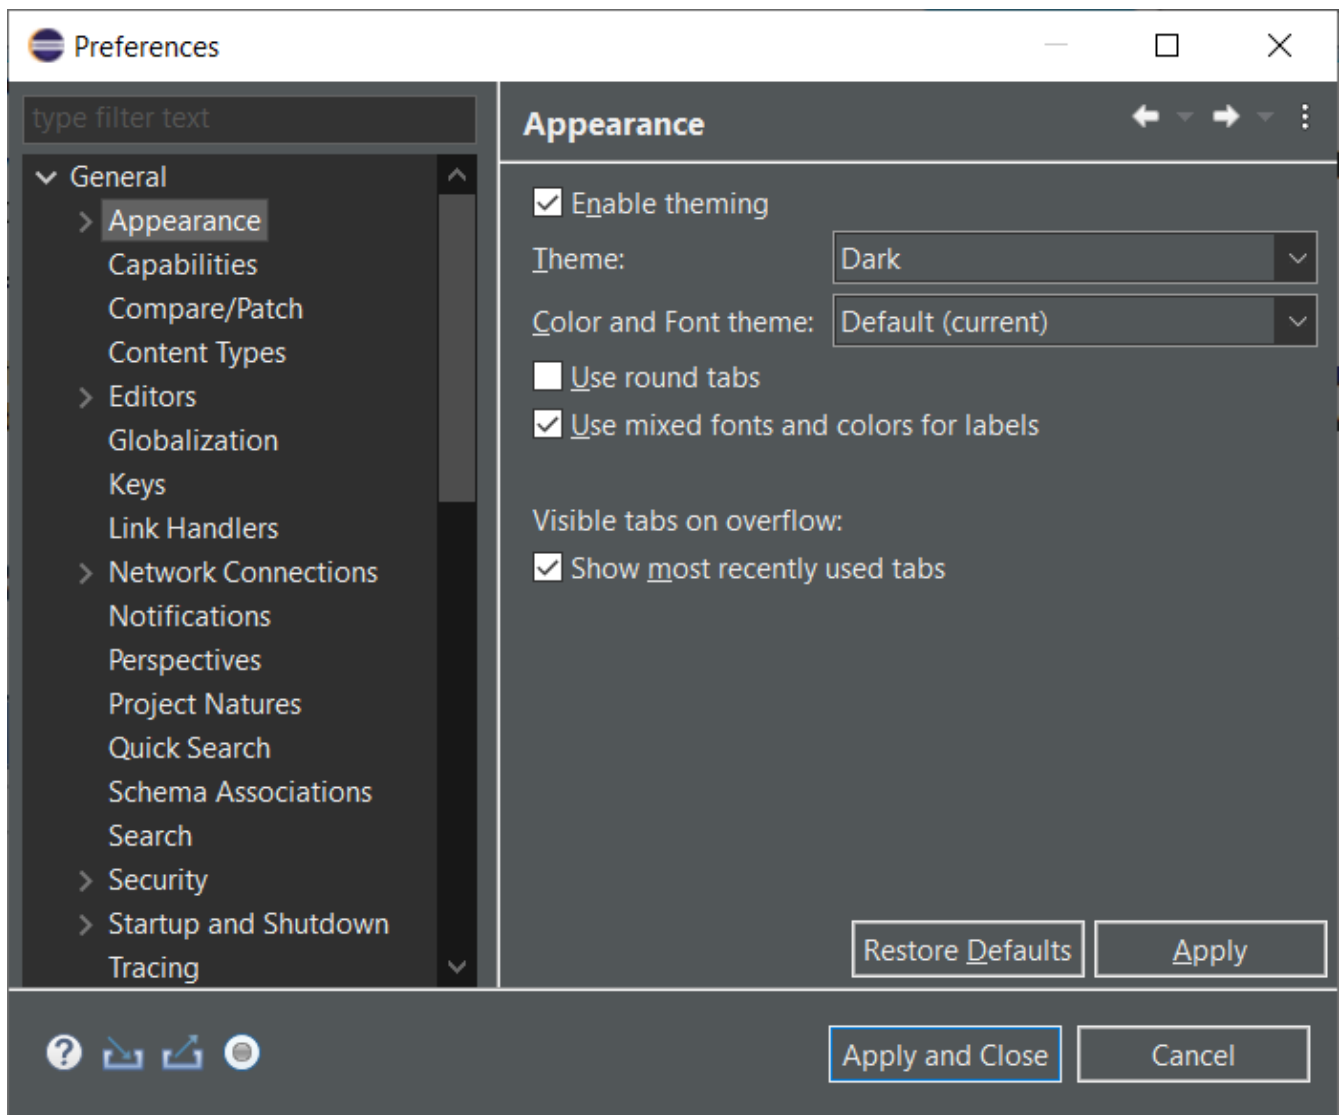 Preferences
type filter text
General
Appearance
Capabilities
Compare/Patch
Content Types
Editors
Globalization
Keys
Link Handlers
Network Connections
Notifications
Perspectives
Project Natures
Quick Search
Schema Associations
Search
Security
Startup and Shutdown
Tracing
Appearance
Enable theming
Theme: Dark
Color and Font theme: Default (current)
Use round tabs
Use mixed fonts and colors for labels
Visible tabs on overflow:
Show most recently used tabs
Restore Defaults Apply
Apply and Close Cancel